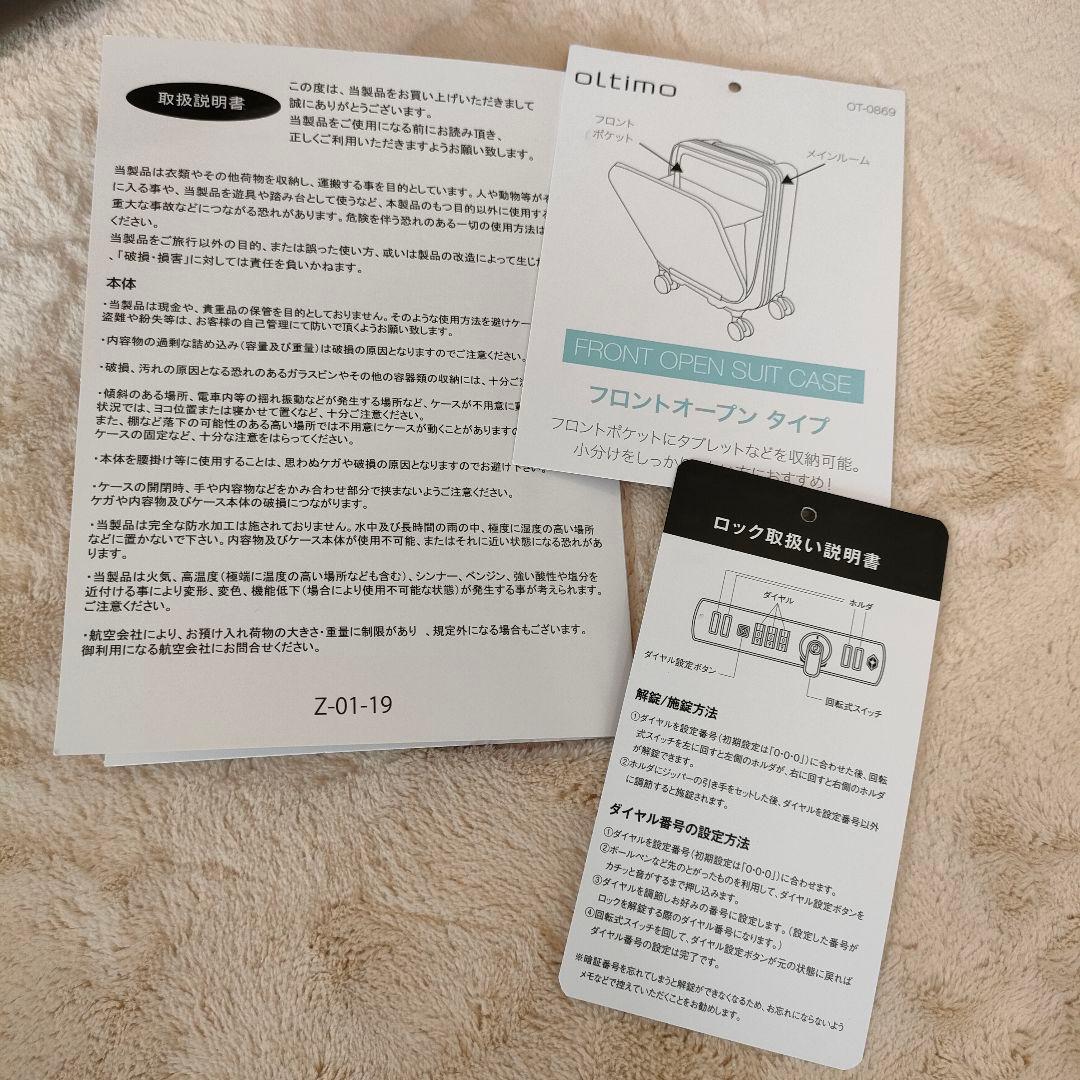 取扱説明書
この度は、当製品をお買い上げいただきまして
誠にありがとうございます。
当製品をご使用になる前にお読み頂き、
正しくご利用いただきますようお願い致します。
当製品は衣類やその他荷物を収納し、運搬する事を目的としています。人や動物等が
に入る事や、当製品を遊具や踏み台として使うなど、本製品のもつ目的以外に使用す
重大な事故などにつながる恐れがあります。危険を伴う恐れのある一切の使用方法は
ください。
当製品をご旅行以外の目的、または誤った使い方、或いは製品の改造によって生じ
、「破損・損害」に対しては責任を負いかねます。
本体
・当製品は現金や、貴重品の保管を目的としておりません。そのような使用方法を避けケー
盗難や紛失等は、お客様の自己管理にて防いで頂くようお願い致します。
・内容物の過剰な詰め込み(容量及び重量)は破損の原因となりますのでご注意ください。
・破損、汚れの原因となる恐れのあるガラスビンやその他の容器類の収納には、十分ご
・傾斜のある場所、電車内等の揺れ振動などが発生する場所など、ケースが不用意に
状況では、ヨコ位置または寝かせて置くなど、十分ご注意ください。
また、棚など落下の可能性のある高い場所では不用意にケースが動くことがありますの
ケースの固定など、十分な注意をはらってください。
・本体を腰掛け等に使用することは、思わぬケガや破損の原因となりますのでお避け下さい。
・ケースの開閉時、手や内容物などをかみ合わせ部分で挟まないようご注意ください。
ケガや内容物及びケース本体の破損につながります。
・当製品は完全な防水加工は施されておりません。水中及び長時間の雨の中、極度に湿度の高い場所
などに置かないで下さい。内容物及びケース本体が使用不可能、またはそれに近い状態になる恐れがあ
ります。
・当製品は火気、高温度(極端に温度の高い場所なども含む)、シンナー、ベンジン、強い酸性や塩分を
近付ける事により変形、変色、機能低下(場合により使用不可能な状態)が発生する事が考えられます。
ご注意ください。
・航空会社により、お預け入れ荷物の大きさ・重量に制限があり 、規定外になる場合もございます。
御利用になる航空会社にお問合せください。
Z-01-19
oltimo
OT-0869
フロント
ポケット
メインルーム
FRONT OPEN SUIT CASE
フロントオープン タイプ
フロントポケットにタブレットなどを収納可能。
小分けをしっかり
におすすめ!
ロック取扱い説明書
ダイヤル
ホルダ
ダイヤル設定ボタン
回転式スイッチ
解錠/施錠方法
①ダイヤルを設定番号(初期設定は「0・0・0」)に合わせた後、回転
式スイッチを左に回すと左側のホルダが、右に回すと右側のホルダ
が解錠できます。
②ホルダにジッパーの引き手をセットした後、ダイヤルを設定番号以外
に調節すると施錠されます。
ダイヤル番号の設定方法
①ダイヤルを設定番号(初期設定は「0・0・0」)に合わせます。
②ボールペンなど先のとがったものを利用して、ダイヤル設定ボタンを
カチッと音がするまで押し込みます。
③ダイヤルを調節しお好みの番号に設定します。(設定した番号が
ロックを解錠する際のダイヤル番号になります。)
④回転式スイッチを回して、ダイヤル設定ボタンが元の状態に戻れば
ダイヤル番号の設定は完了です。
※暗証番号を忘れてしまうと解錠ができなくなるため、お忘れにならないよう
メモなどで控えていただくことをお勧めします。